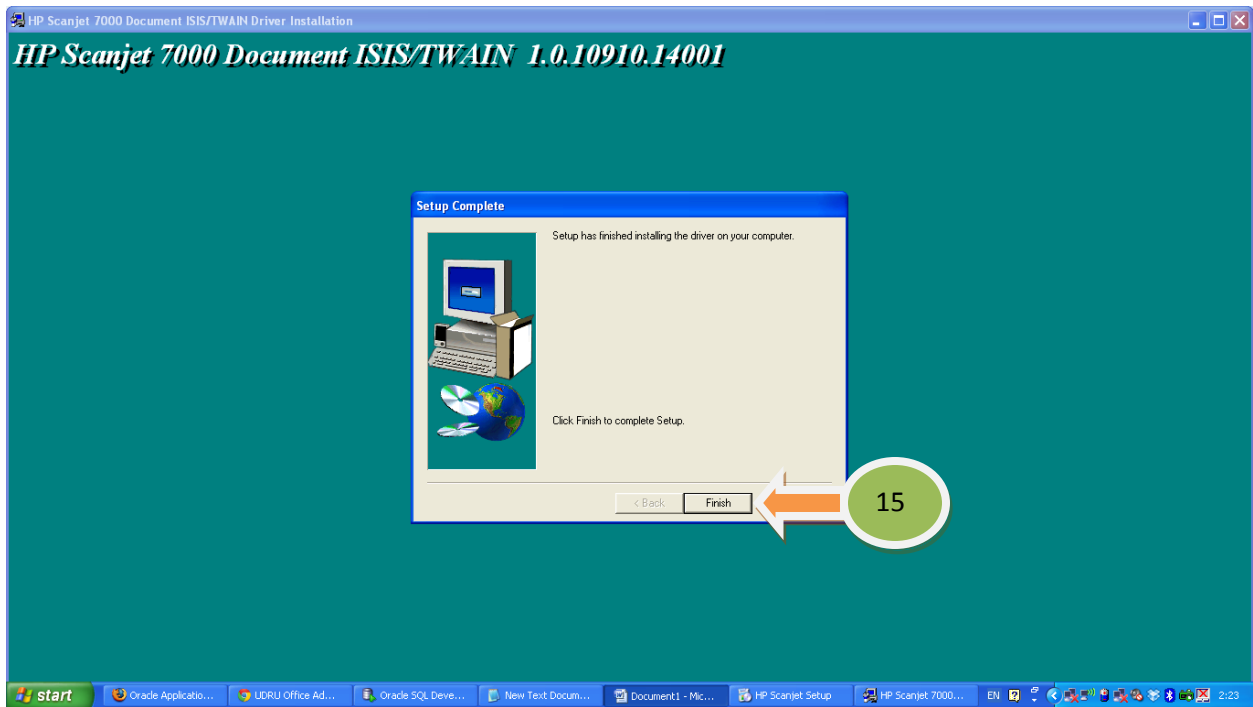 HP Scanjet 7000 Document ISIS/TWAIN Driver Installation
HP Scanjet 7000 Document ISIS/TWAIN 1.0.10910.14001
Setup Complete
Setup has finished installing the driver on your computer.
Click Finish to complete Setup.
< Back
Finish
15
start
Oracle Applicatio...
UDRU Office Ad...
Oracle SQL Deve...
New Text Docum...
Document1 - Mic...
HP Scanjet Setup
HP Scanjet 7000...
EN
2:23